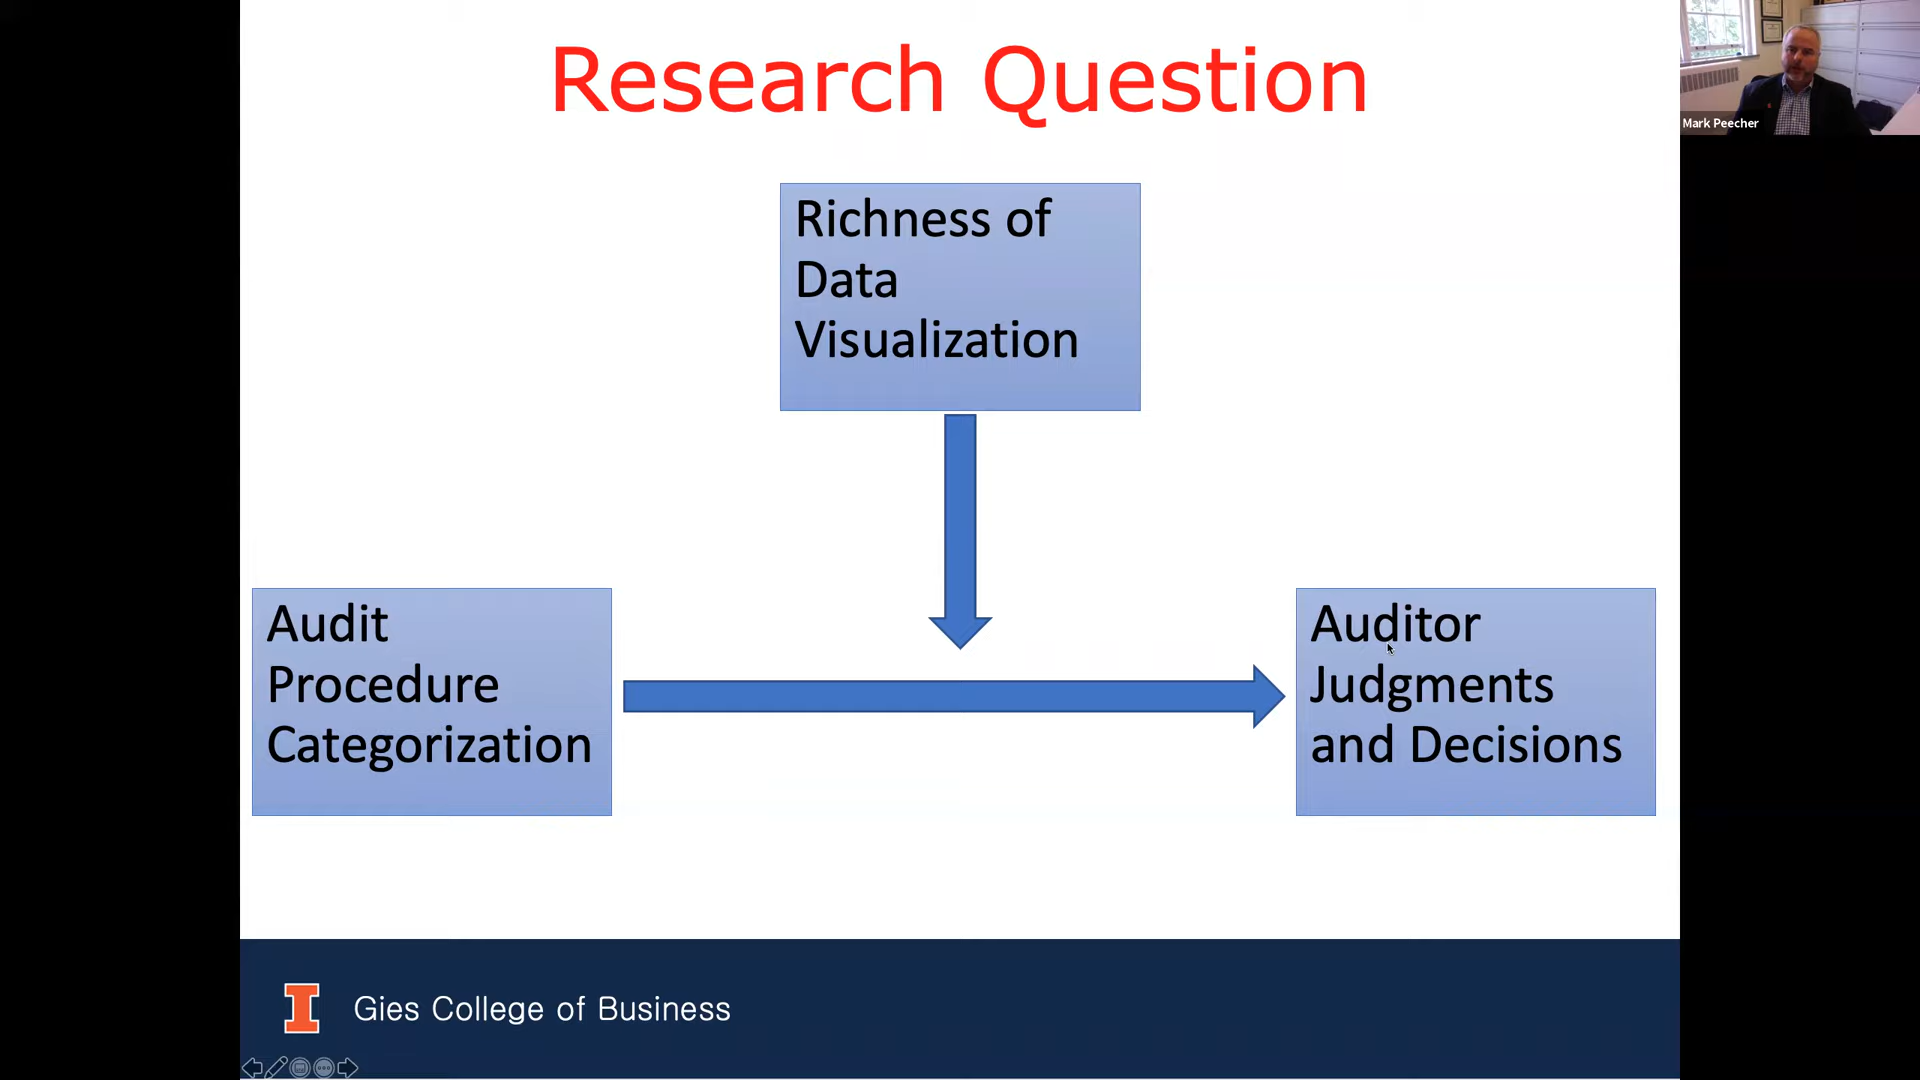 Research Question
Mark Peecher
Richness of
Data
Visualization
Audit
Procedure
Categorization
Auditor
Judgments
and Decisions
I
Gies College of Business